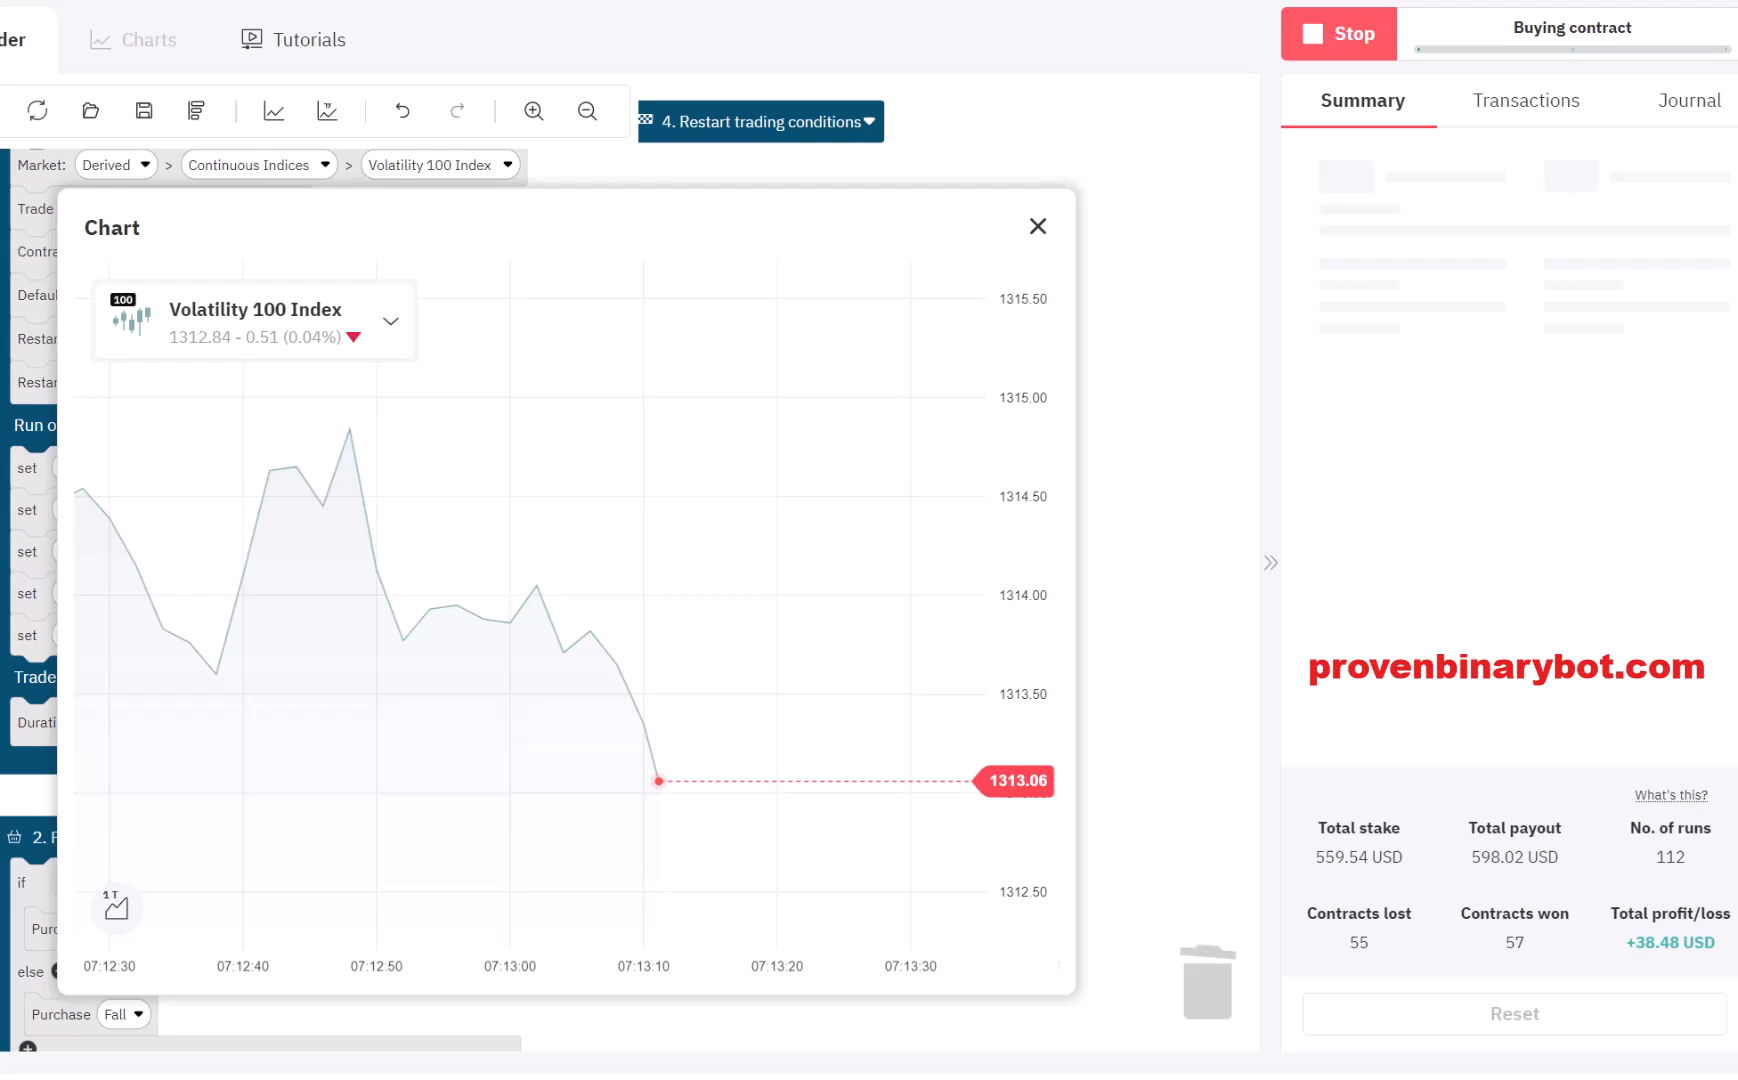 der
Charts
Tutorials
Stop
Buying contract
Summary
Transactions
Journal
4. Restart trading conditions
Market: Derived > Continuous Indices > Volatility 100 Index
Trade
Contra
Defaul
Restar
Restar
Run o
set
set
set
set
set
Trade
Durati
2.
if
Purc
else
Purchase Fall
Chart
100
Volatility 100 Index
1312.84 - 0.51 (0.04%)
1315.50
1315.00
1314.50
1314.00
1313.50
1313.06
1312.50
1 T
07:12:30
07:12:40
07:12:50
07:13:00
07:13:10
07:13:20
07:13:30
provenbinarybot.com
What's this?
Total stake
Total payout
No. of runs
559.54 USD
598.02 USD
112
Contracts lost
Contracts won
Total profit/loss
55
57
+38.48 USD
Reset